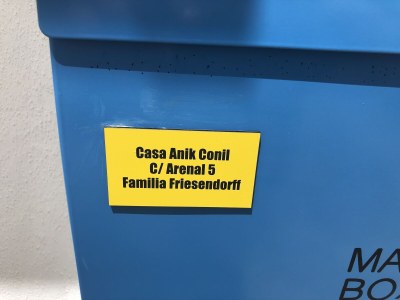 Casa Anik Conil
C/ Arenal 5
Familia Friesendorff
MA
BO